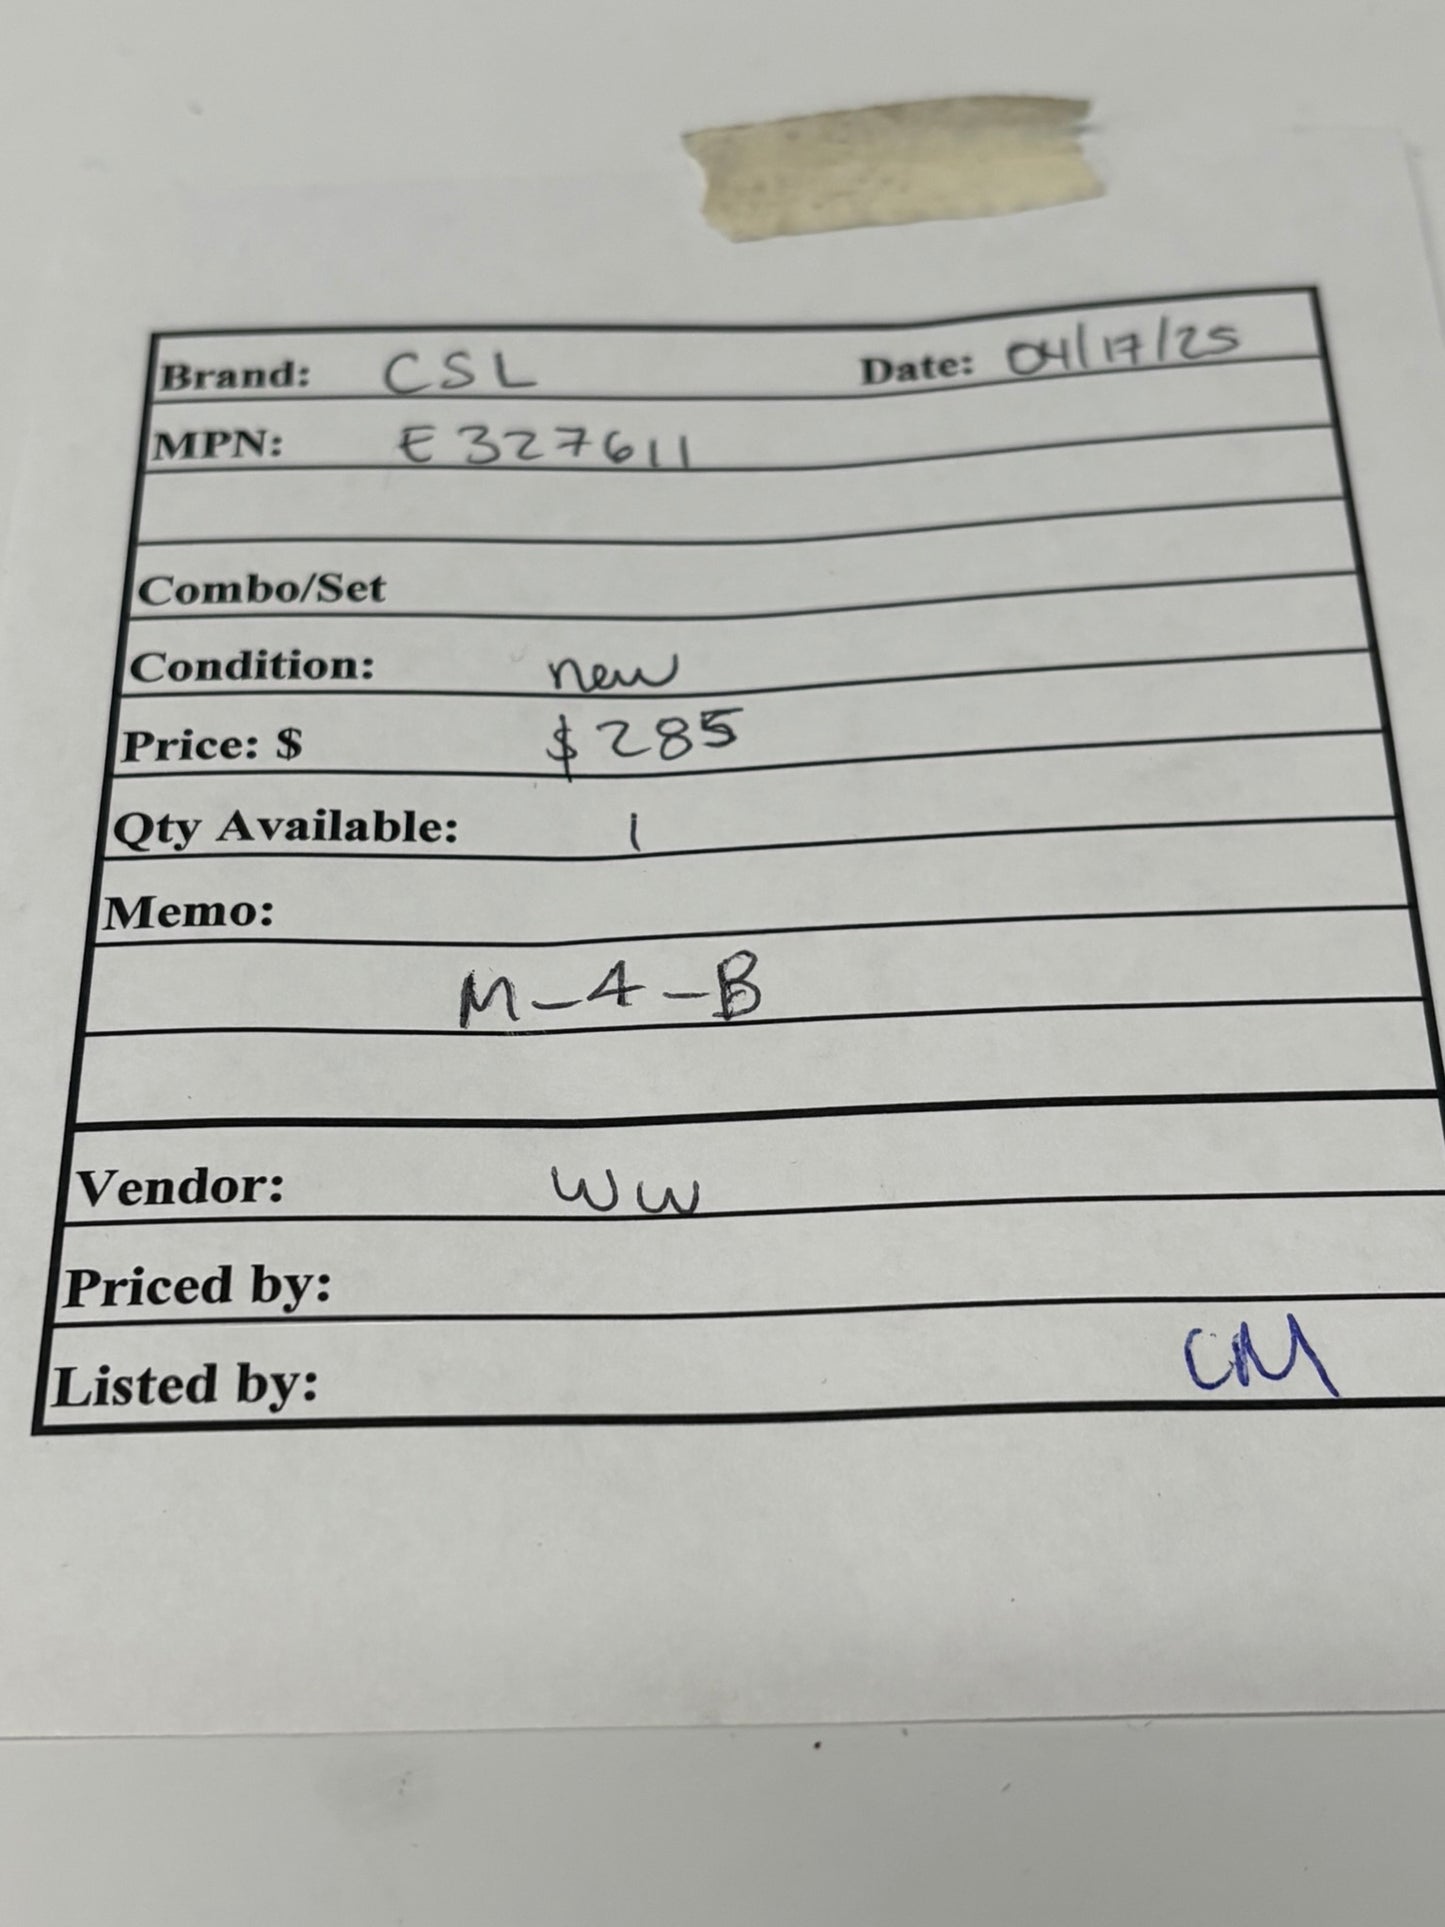 Brand: CSL Date: 04/17/25
MPN: E327611
Combo/Set
Condition: new
Price: $ $285
Qty Available: 1
Memo:
M-4-B
Vendor: WW
Priced by:
Listed by: CM